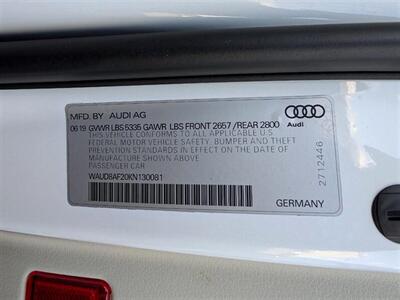 MFD. BY AUDI AG
06 19 GVWR LBS 5335 GAWR LBS FRONT 2657 /REAR 2800
THIS VEHICLE CONFORMS TO ALL APPLICABLE U.S.
FEDERAL MOTOR VEHICLE SAFETY, BUMPER AND THEFT
PREVENTION STANDARDS IN EFFECT ON THE DATE OF
MANUFACTURE SHOWN ABOVE
PASSENGER CAR
WAUD8AF20KN130081
Audi
2712446
GERMANY